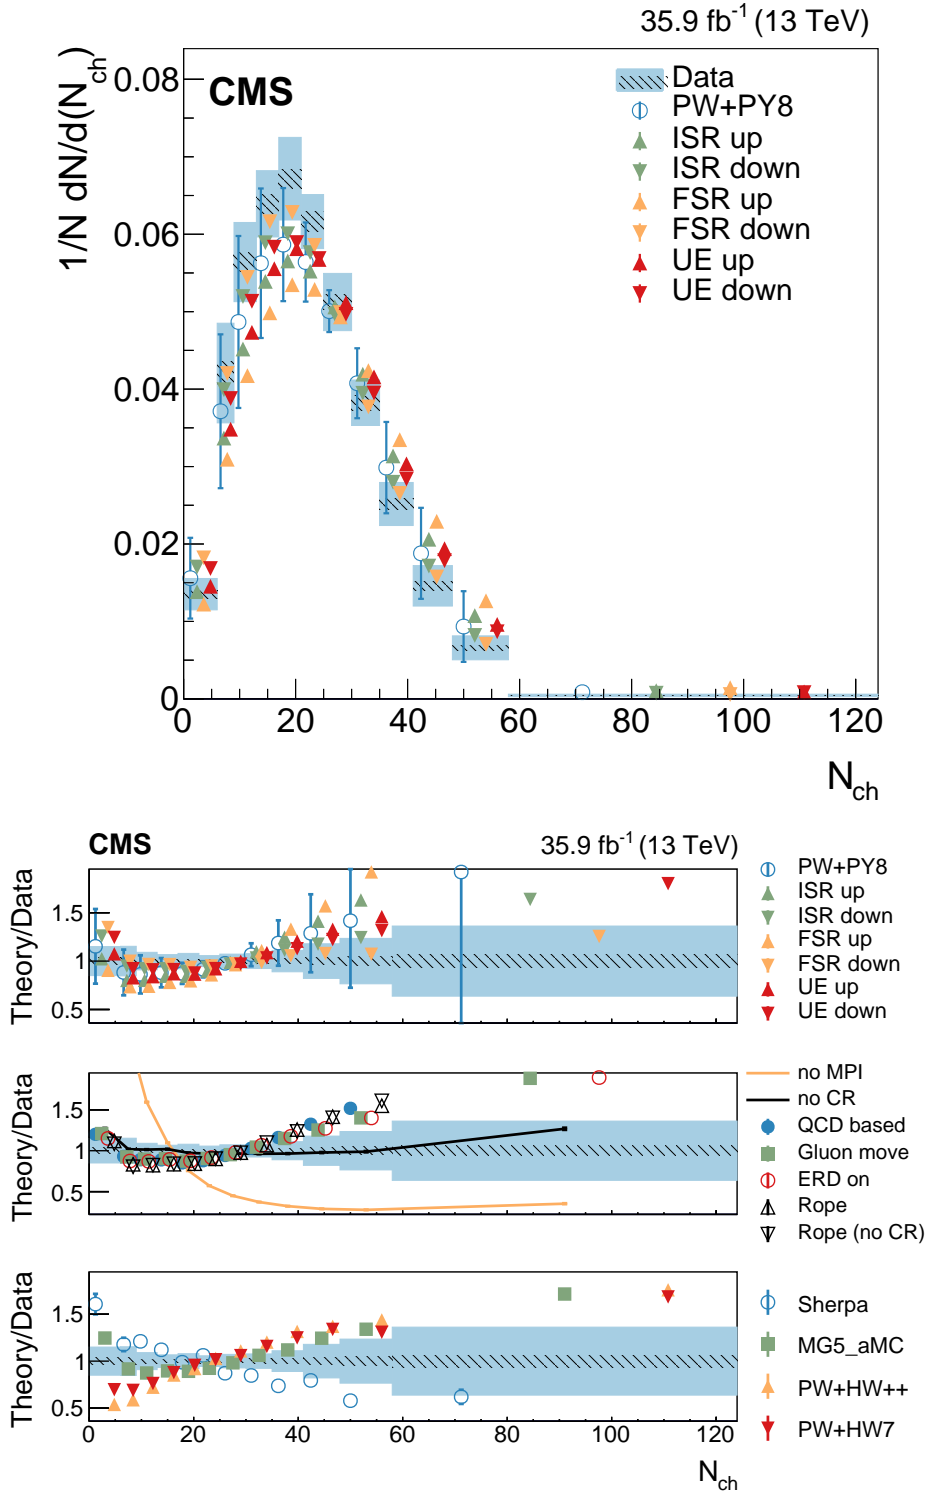 35.9 fb⁻¹ (13 TeV)
1/N dN/d(N_ch)
CMS
Data
PW+PY8
ISR up
ISR down
FSR up
FSR down
UE up
UE down
0.08
0.06
0.04
0.02
0
0 20 40 60 80 100 120
N_ch
CMS 35.9 fb⁻¹ (13 TeV)
Theory/Data
1.5
1
0.5
PW+PY8
ISR up
ISR down
FSR up
FSR down
UE up
UE down
Theory/Data
1.5
1
0.5
no MPI
no CR
QCD based
Gluon move
ERD on
Rope
Rope (no CR)
Theory/Data
1.5
1
0.5
Sherpa
MG5_aMC
PW+HW++
PW+HW7
0 20 40 60 80 100 120
N_ch